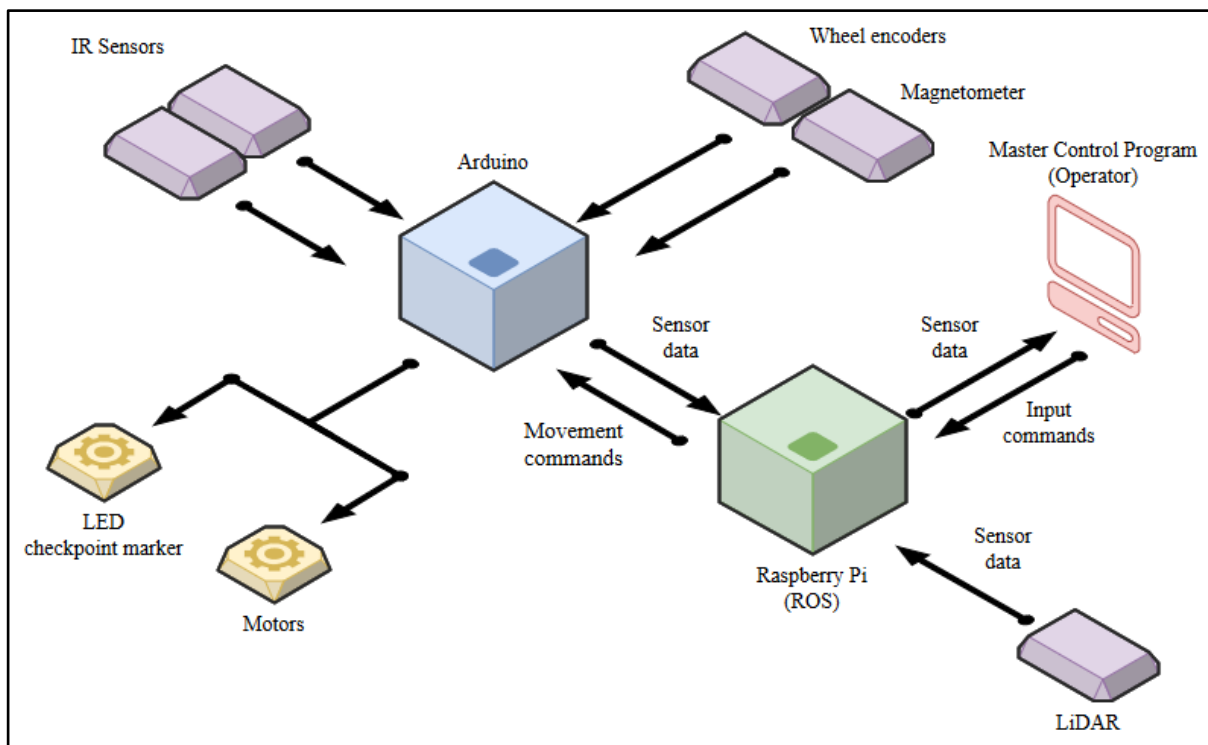 IR Sensors
Wheel encoders
Magnetometer
Master Control Program
(Operator)
Arduino
Sensor
data
Sensor
data
Movement
commands
Input
commands
LED
checkpoint marker
Motors
Raspberry Pi
(ROS)
Sensor
data
LiDAR